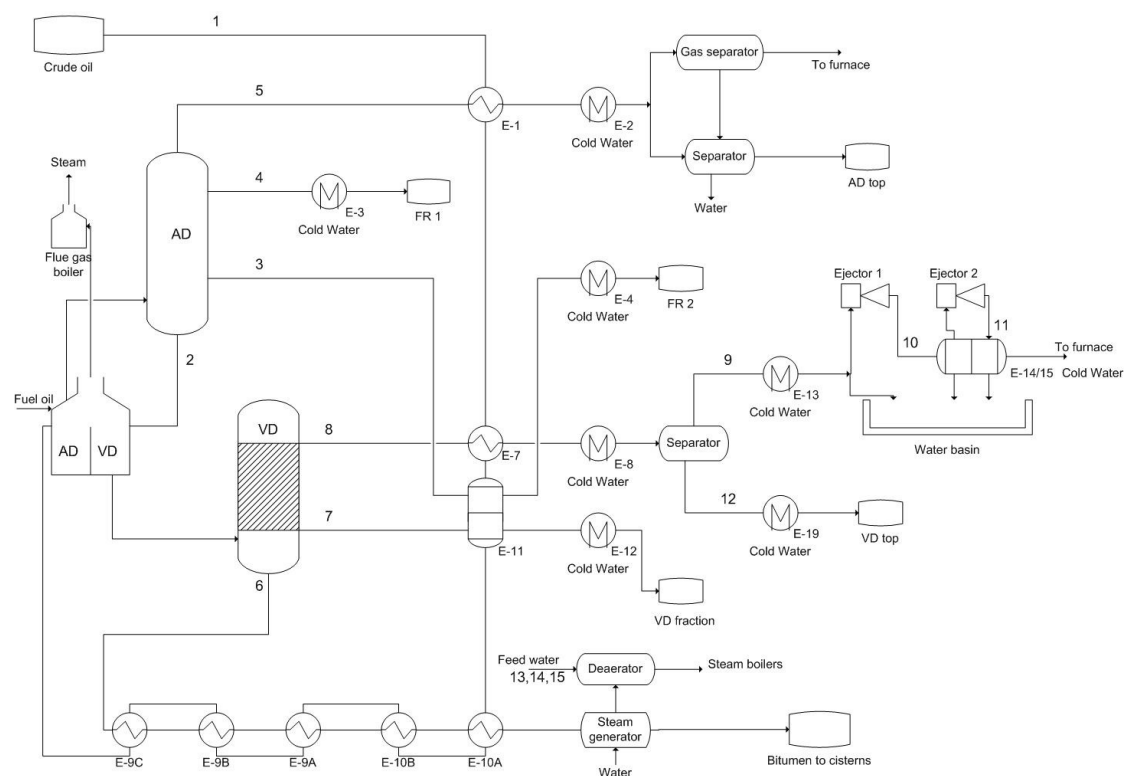 1
Crude oil
Gas separator
To furnace
5
E-1
E-2
Cold Water
Separator
AD top
Water
Steam
4
E-3
Cold Water
FR 1
AD
Flue gas
boiler
3
E-4
Cold Water
FR 2
Ejector 1
Ejector 2
10
11
To furnace
E-14/15
Cold Water
2
9
E-13
Cold Water
Fuel oil
AD
VD
VD
8
E-7
E-8
Cold Water
Separator
Water basin
7
E-11
E-12
Cold Water
12
E-19
Cold Water
VD top
6
VD fraction
Feed water
13,14,15
Deaerator
Steam boilers
Steam
generator
Water
Bitumen to cisterns
E-9C
E-9B
E-9A
E-10B
E-10A